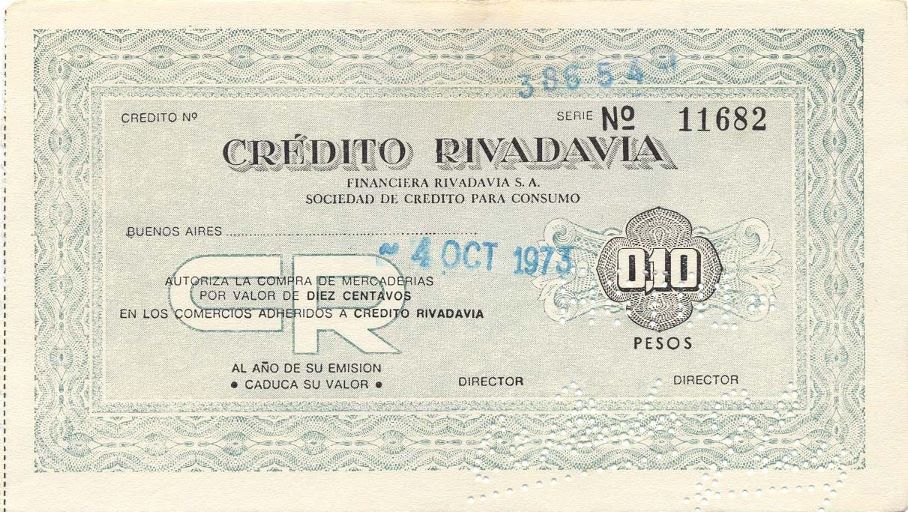 38654
CREDITO Nº
SERIE Nº 11682
CRÉDITO RIVADAVIA
FINANCIERA RIVADAVIA S. A.
SOCIEDAD DE CREDITO PARA CONSUMO
BUENOS AIRES
4 OCT 1973
CR
AUTORIZA LA COMPRA DE MERCADERIAS
POR VALOR DE DIEZ CENTAVOS
EN LOS COMERCIOS ADHERIDOS A CREDITO RIVADAVIA
0,10
PESOS
AL AÑO DE SU EMISION
● CADUCA SU VALOR ●
DIRECTOR
DIRECTOR